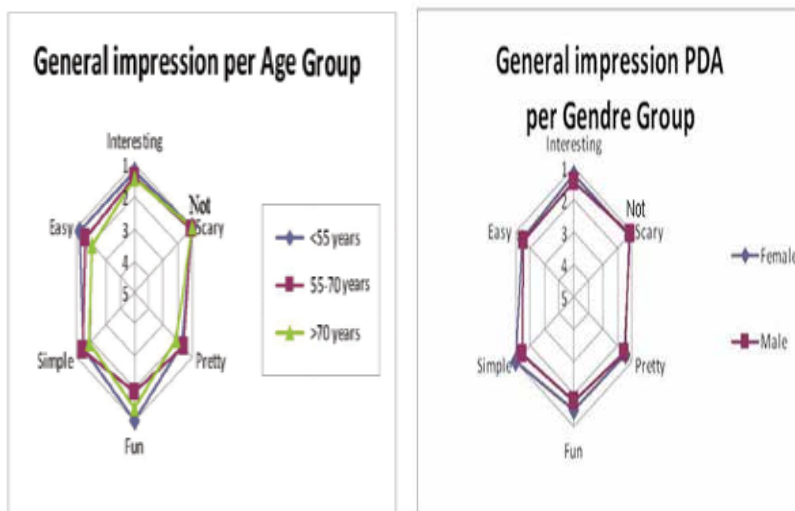 General impression per Age Group
Interesting
1
2
3
4
5
Not
Scary
Easy
Simple
Pretty
Fun
<55 years
55-70 years
>70 years
General impression PDA
per Gendre Group
Interesting
1
2
3
4
5
Not
Scary
Easy
Simple
Pretty
Fun
Female
Male